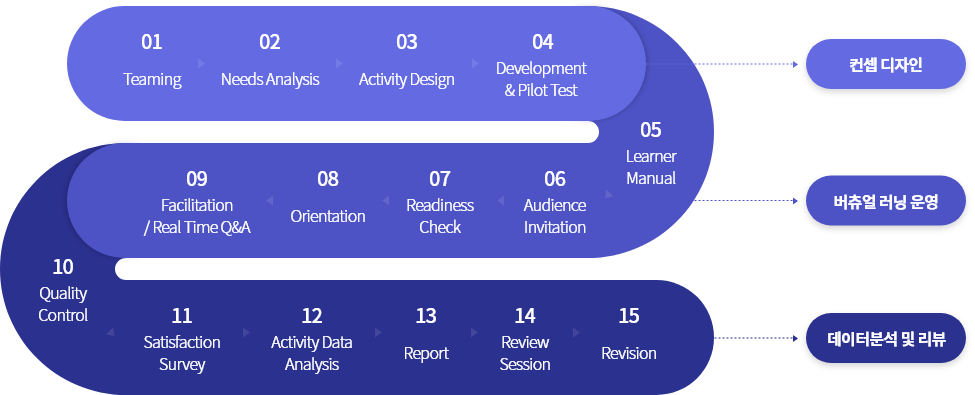 01
Teaming
02
Needs Analysis
03
Activity Design
04
Development
& Pilot Test
컨셉 디자인
05
Learner
Manual
06
Audience
Invitation
07
Readiness
Check
08
Orientation
09
Facilitation
/ Real Time Q&A
버츄얼 러닝 운영
10
Quality
Control
11
Satisfaction
Survey
12
Activity Data
Analysis
13
Report
14
Review
Session
15
Revision
데이터분석 및 리뷰